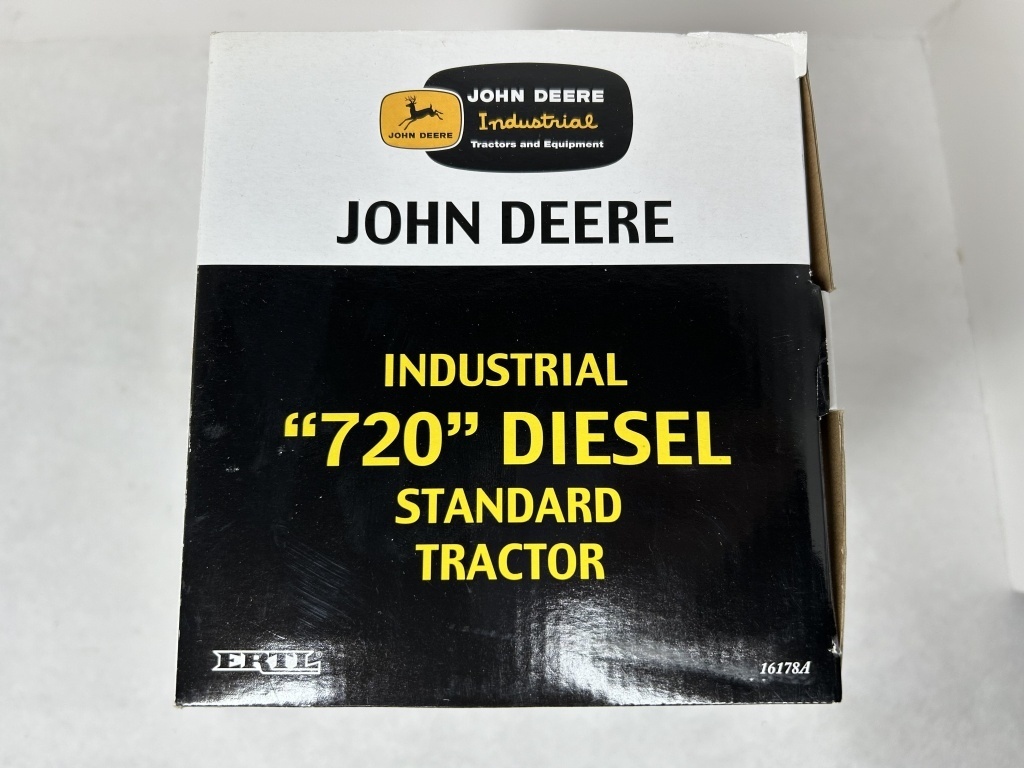 JOHN DEERE
Industrial
Tractors and Equipment
JOHN DEERE
JOHN DEERE
INDUSTRIAL
“720” DIESEL
STANDARD
TRACTOR
ERTL
16178A